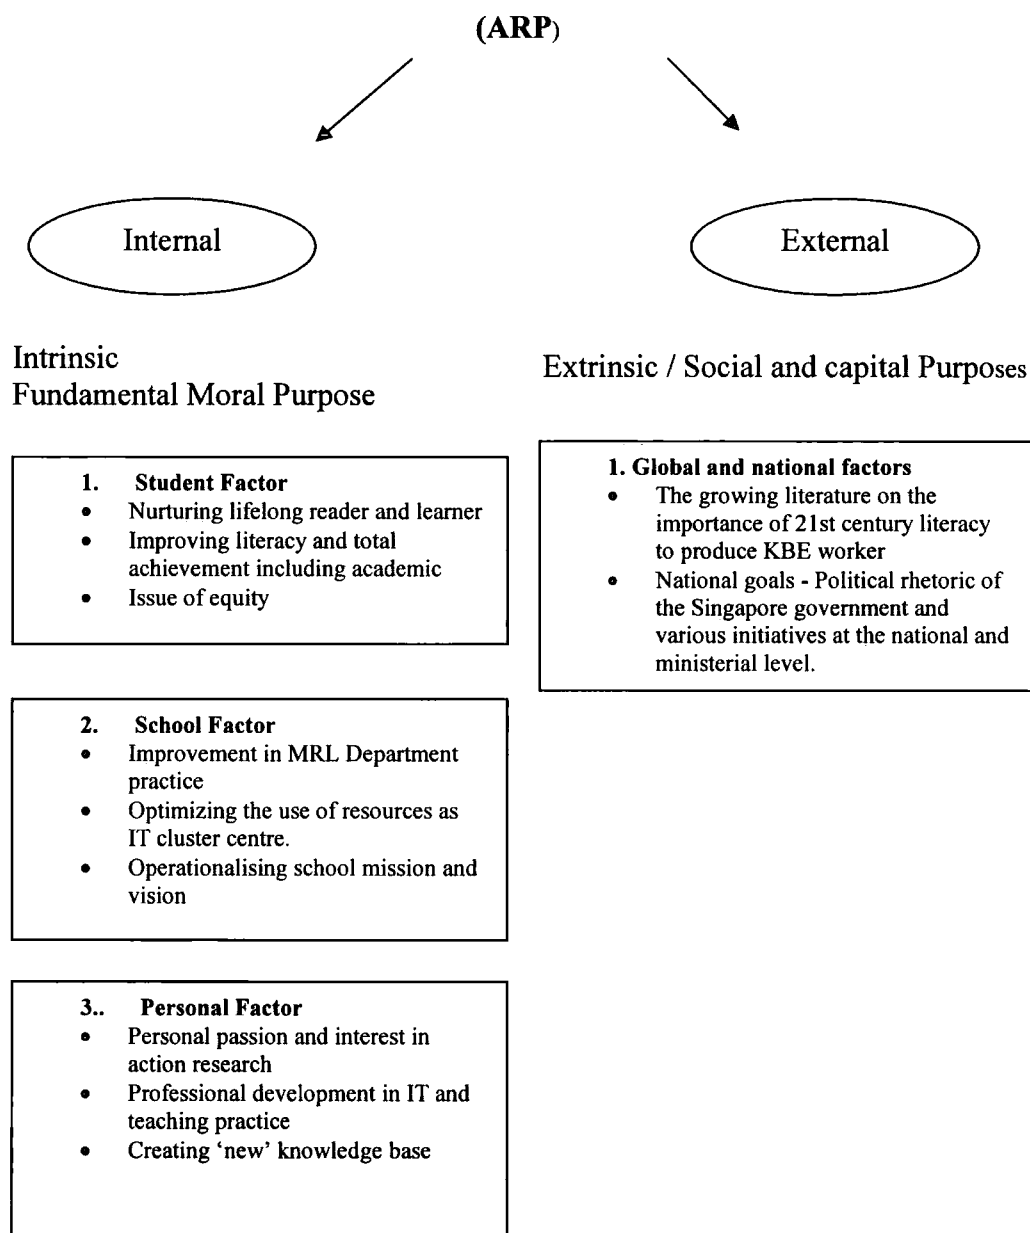 (ARP)
Internal
External
Intrinsic
Fundamental Moral Purpose
Extrinsic / Social and capital Purposes
1. Student Factor
• Nurturing lifelong reader and learner
• Improving literacy and total
achievement including academic
• Issue of equity
2. School Factor
• Improvement in MRL Department
practice
• Optimizing the use of resources as
IT cluster centre.
• Operationalising school mission and
vision
3.. Personal Factor
• Personal passion and interest in
action research
• Professional development in IT and
teaching practice
• Creating ‘new’ knowledge base
1. Global and national factors
• The growing literature on the
importance of 21st century literacy
to produce KBE worker
• National goals - Political rhetoric of
the Singapore government and
various initiatives at the national and
ministerial level.